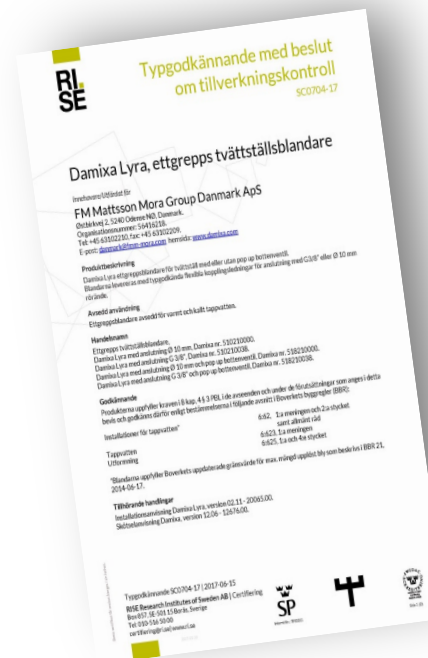 RI.
SE
Typgodkännande med beslut
om tillverkningskontroll
SC0704-17
Damixa Lyra, ettgrepps tvättställsblandare
Innehavare/Utfärdat för
FM Mattsson Mora Group Danmark ApS
Østbirkvej 2, 5240 Odense NØ, Danmark.
Organisationsnummer: 56416218.
Tel: +45 63102210, fax: +45 63102209.
E-post: danmark@fmm-mora.com hemsida: www.damixa.com
Produktbeskrivning
Damixa Lyra ettgreppsblandare för tvättställ med eller utan pop up bottenventil.
Blandarna levereras med typgodkända flexibla kopplingsledningar för anslutning med G3/8" eller Ø 10 mm
rörände.
Avsedd användning
Ettgreppsblandare avsedd för varmt och kallt tappvatten.
Handelsnamn
Ettgrepps tvättställsblandare,
Damixa Lyra med anslutning Ø 10 mm, Damixa nr. 510210000.
Damixa Lyra med anslutning G 3/8", Damixa nr. 510210038.
Damixa Lyra med anslutning Ø 10 mm och pop up bottenventil. Damixa nr. 518210000.
Damixa Lyra med anslutning G 3/8" och pop up bottenventil. Damixa nr. 518210038.
Godkännande
Produkterna uppfyller kraven i 8 kap, 4 § 3 PBL i de avseenden och under de förutsättningar som anges i detta
bevis och godkänns därför enligt bestämmelserna i följande avsnitt i Boverkets byggregler (BBR):
Installationer för tappvatten*
6:62, 1:a meningen och 2:a stycket
samt allmänt råd
Tappvatten
6:623, 1:a meningen
Utformning
6:625, 1:a och 4:e stycket
*Blandarna uppfyller Boverkets uppdaterade gränsvärde för max. mängd upplöst bly som beskrivs i BBR 21,
2014-06-17.
Tillhörande handlingar
Installationsanvisning Damixa Lyra, version 02.11 - 20065.00.
Skötselanvisning Damixa, version 12.06 - 12676.00.
Typgodkännande SC0704-17 | 2017-06-15
RISE Research Institutes of Sweden AB | Certifiering
Box 857, SE-501 15 Borås, Sverige
Tel: 010-516 50 00
certifiering@ri.se | www.ri.se
SP